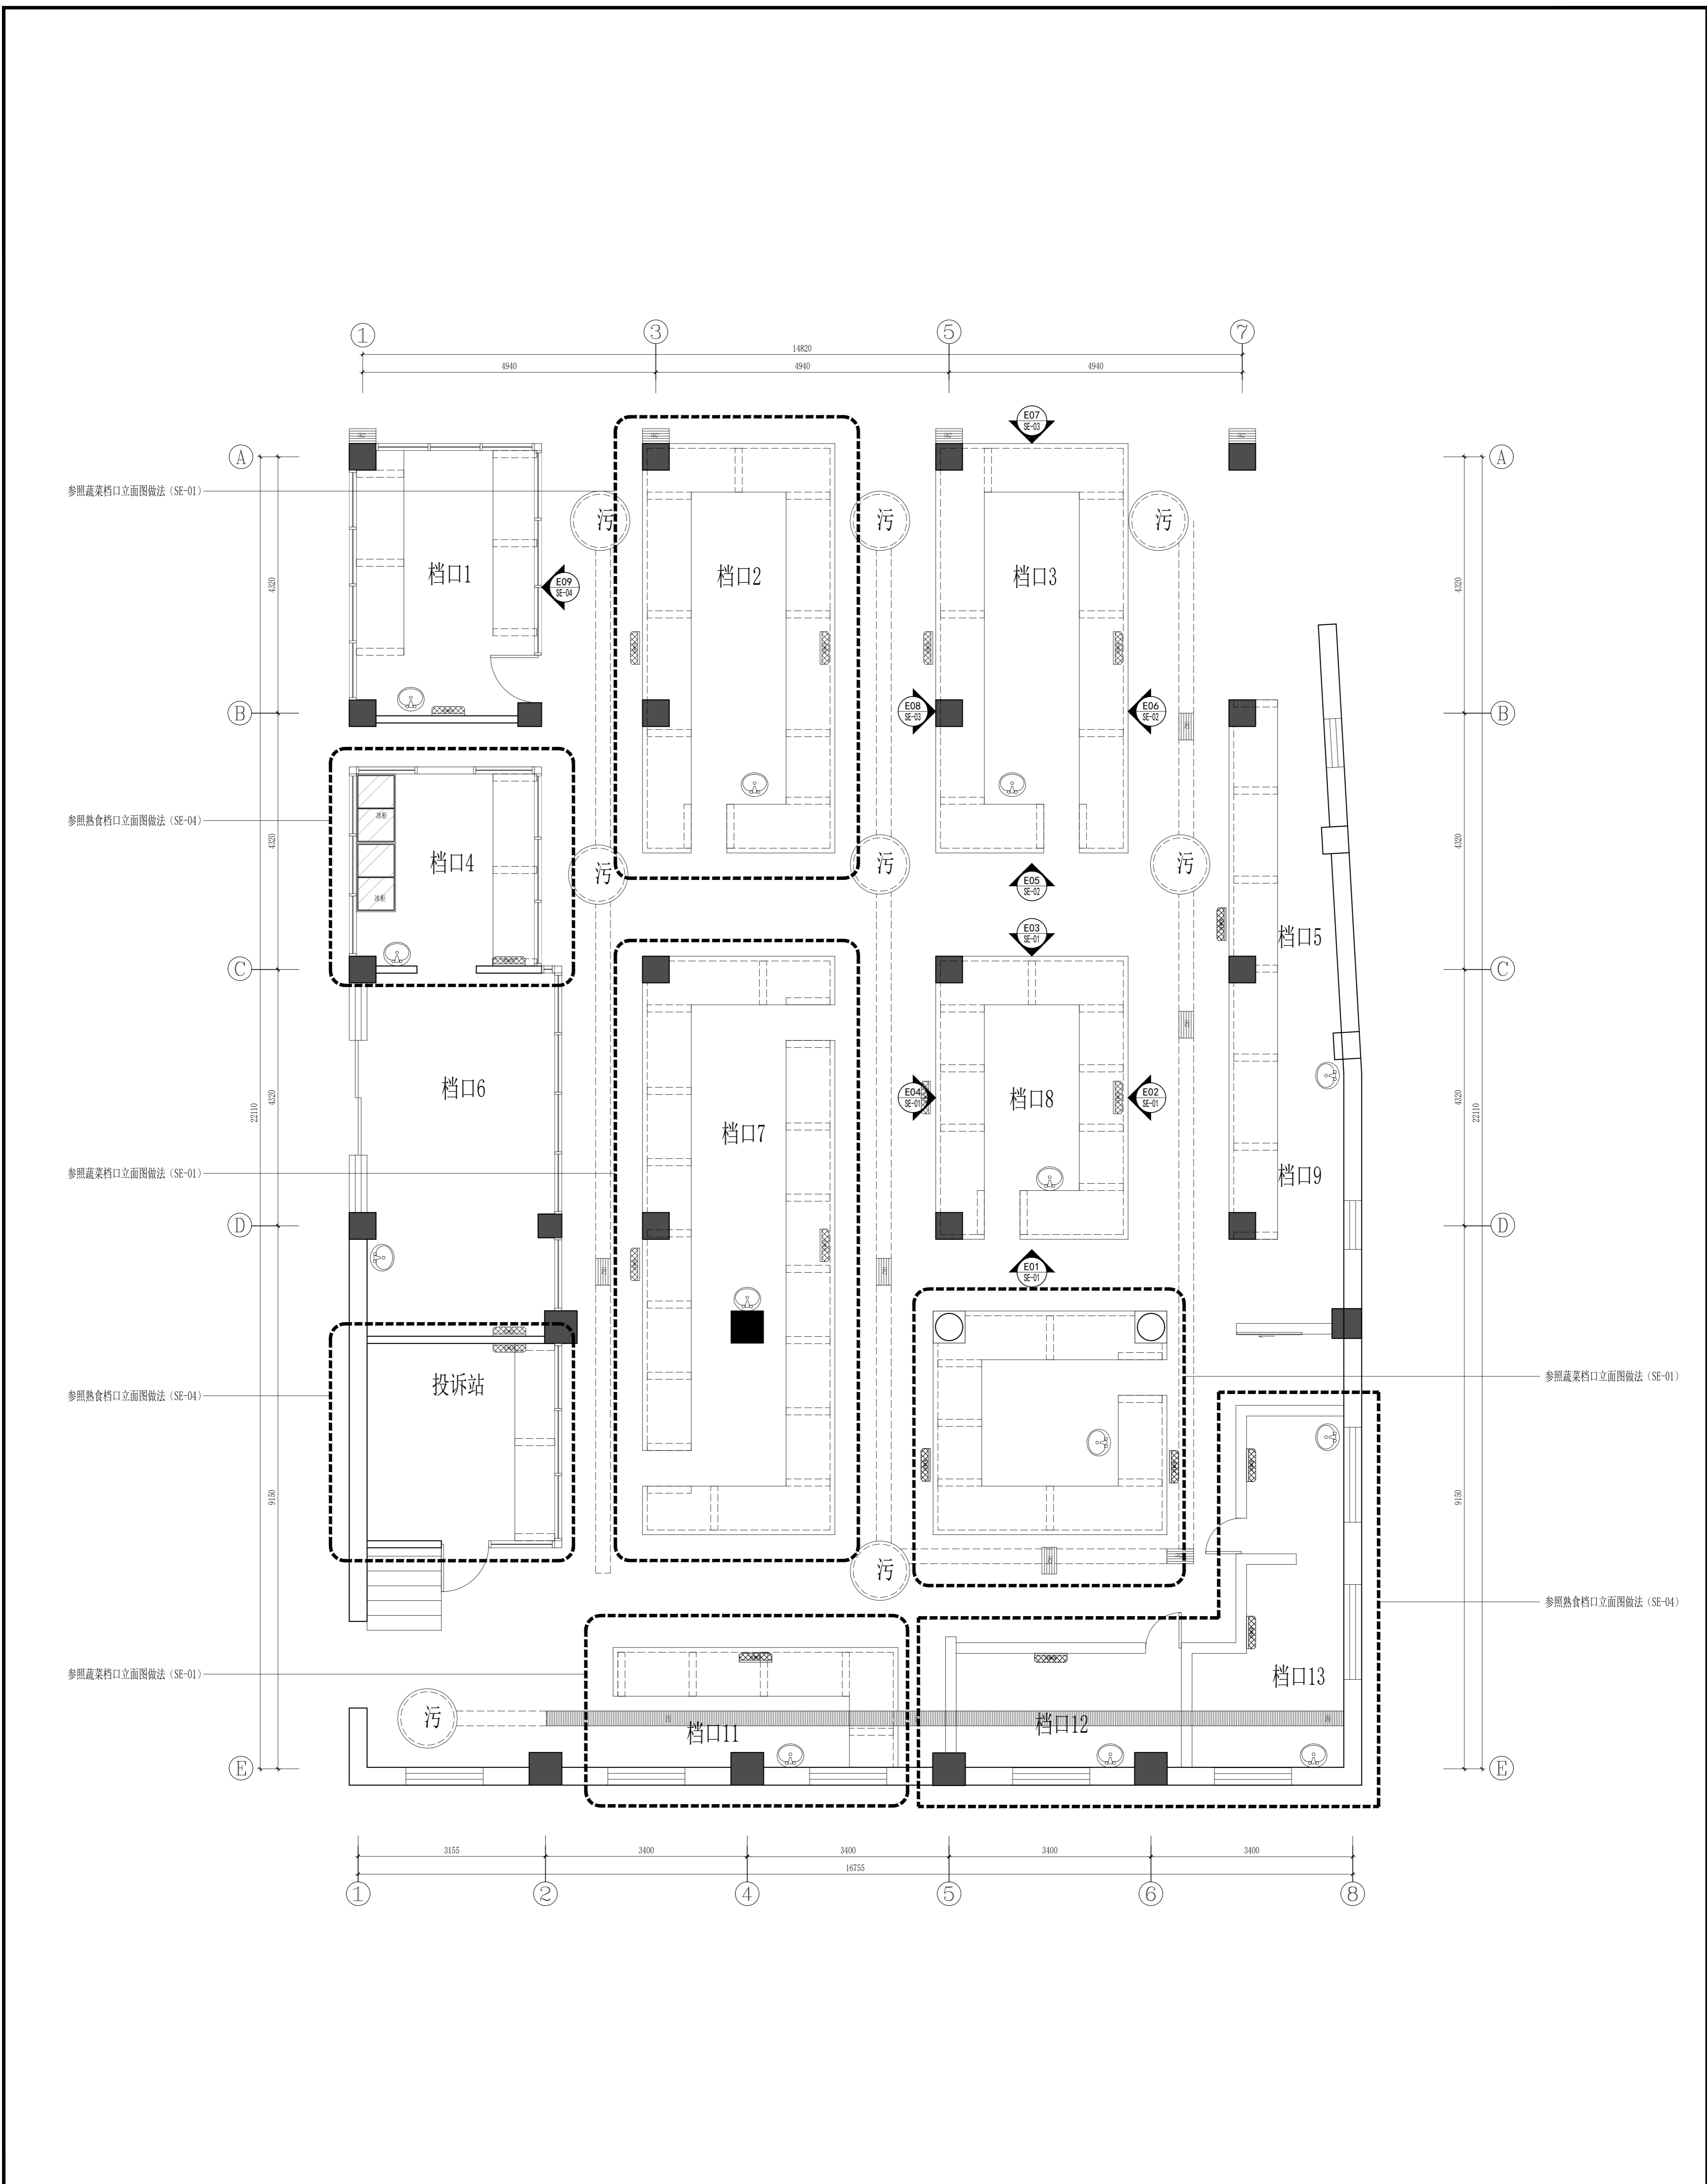 ① ③ ⑤ ⑦
14820
4940 4940 4940
E07
SE-03
Ⓐ Ⓐ
参照蔬菜档口立面图做法（SE-01）
污 污 污
档口1 档口2 档口3
E09
SE-04
4320 4320
E08
SE-03
E06
SE-02
Ⓑ Ⓑ
参照熟食档口立面图做法（SE-04）
冰柜
4320 4320
档口4
污 污 污
E05
SE-02
冰柜
E03
SE-01
档口5
Ⓒ Ⓒ
档口6
E04
SE-01
E02
SE-01
档口8
22110 4320 4320 22110
档口7
参照蔬菜档口立面图做法（SE-01）
档口9
Ⓓ Ⓓ
E01
SE-01
参照蔬菜档口立面图做法（SE-01）
投诉站
参照熟食档口立面图做法（SE-04）
9150 9150
污
参照熟食档口立面图做法（SE-04）
参照蔬菜档口立面图做法（SE-01）
档口13
污
档口11
档口12
Ⓔ Ⓔ
3155 3400 3400 3400 3400
16755
① ② ④ ⑤ ⑥ ⑧